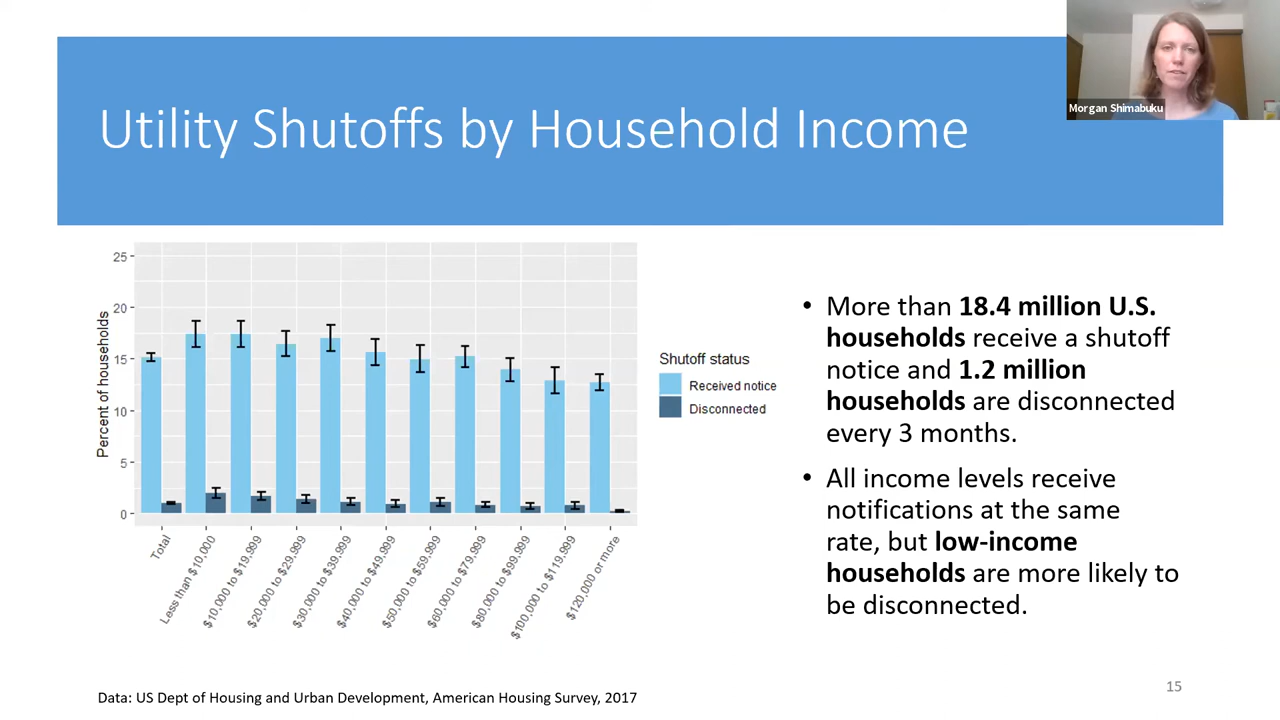 Morgan Shimabuku
Utility Shutoffs by Household Income
25
20
15
10
5
0
Percent of households
Total
Less than $10,000
$10,000 to $19,999
$20,000 to $29,999
$30,000 to $39,999
$40,000 to $49,999
$50,000 to $59,999
$60,000 to $79,999
$80,000 to $99,999
$100,000 to $119,999
$120,000 or more
Shutoff status
Received notice
Disconnected
• More than 18.4 million U.S.
households receive a shutoff
notice and 1.2 million
households are disconnected
every 3 months.
• All income levels receive
notifications at the same
rate, but low-income
households are more likely to
be disconnected.
Data: US Dept of Housing and Urban Development, American Housing Survey, 2017
15